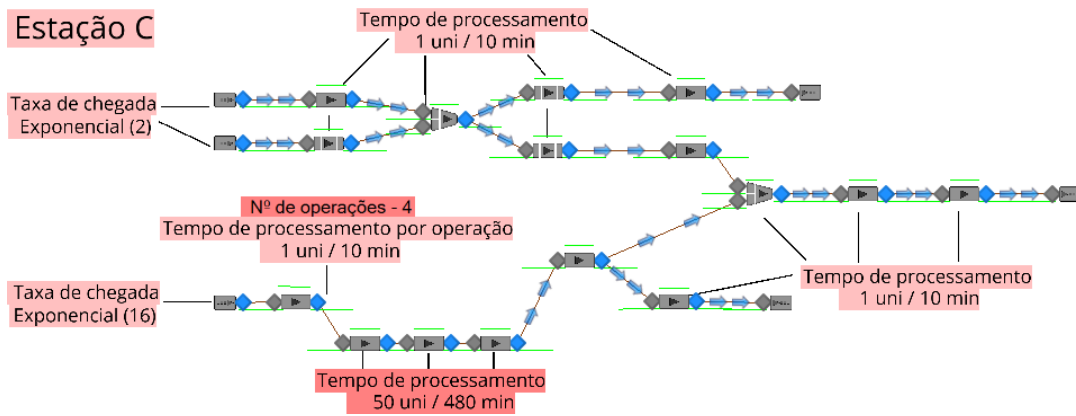 Estação C
Tempo de processamento
1 uni / 10 min
Taxa de chegada
Exponencial (2)
Nº de operações - 4
Tempo de processamento por operação
1 uni / 10 min
Tempo de processamento
1 uni / 10 min
Taxa de chegada
Exponencial (16)
Tempo de processamento
50 uni / 480 min